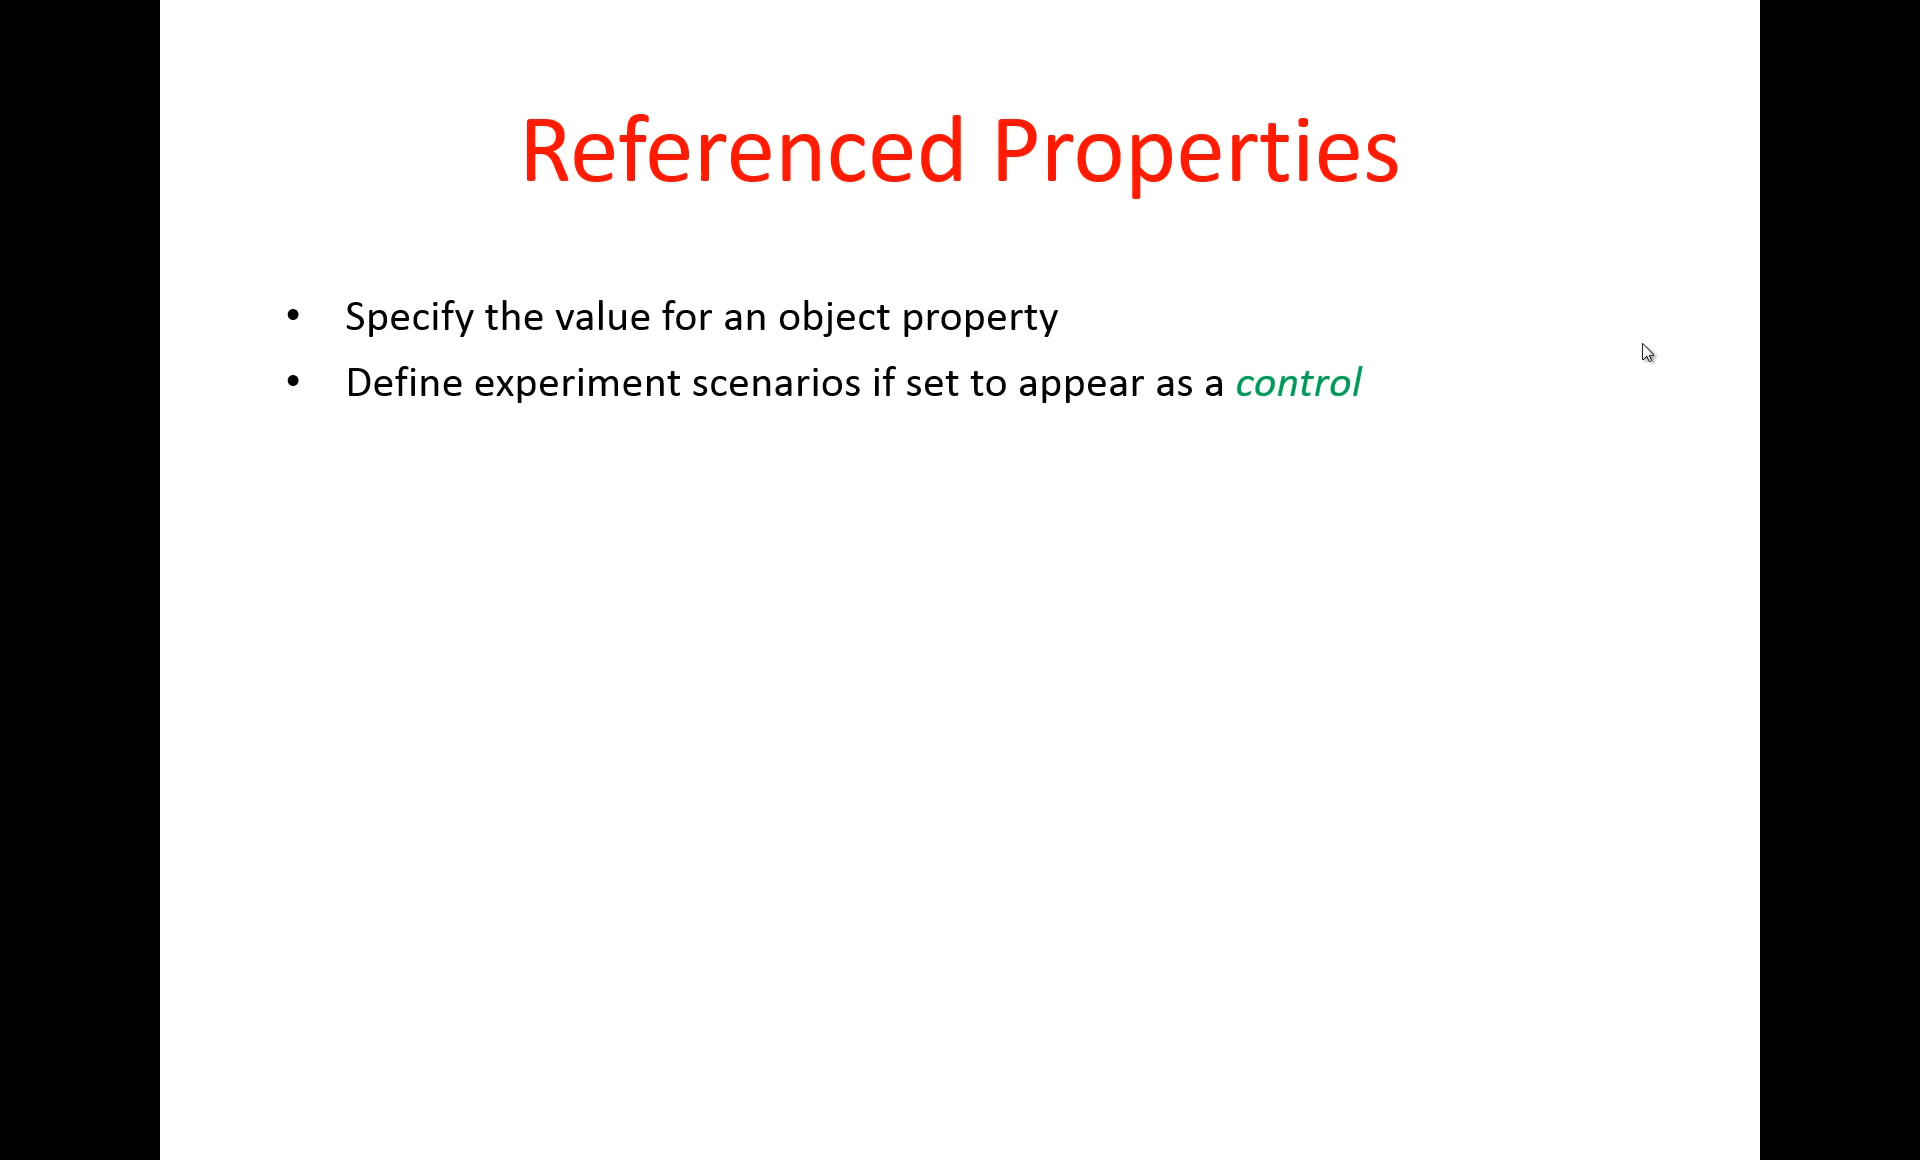 Referenced Properties
• Specify the value for an object property
• Define experiment scenarios if set to appear as a control